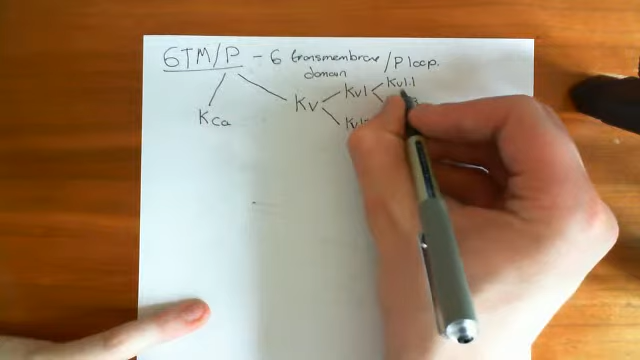 6TM/P - 6 transmembrane / P loop.
domain
Kv1.1
Kv Kv1
KCa